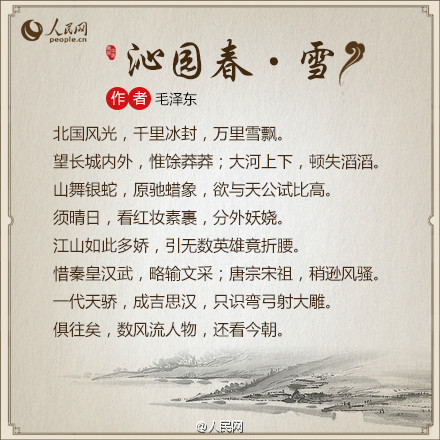 人民网
people.cn
沁园春·雪
作者 毛泽东
北国风光，千里冰封，万里雪飘。
望长城内外，惟馀莽莽；大河上下，顿失滔滔。
山舞银蛇，原驰蜡象，欲与天公试比高。
须晴日，看红妆素裹，分外妖娆。
江山如此多娇，引无数英雄竟折腰。
惜秦皇汉武，略输文采；唐宗宋祖，稍逊风骚。
一代天骄，成吉思汉，只识弯弓射大雕。
俱往矣，数风流人物，还看今朝。
@人民网